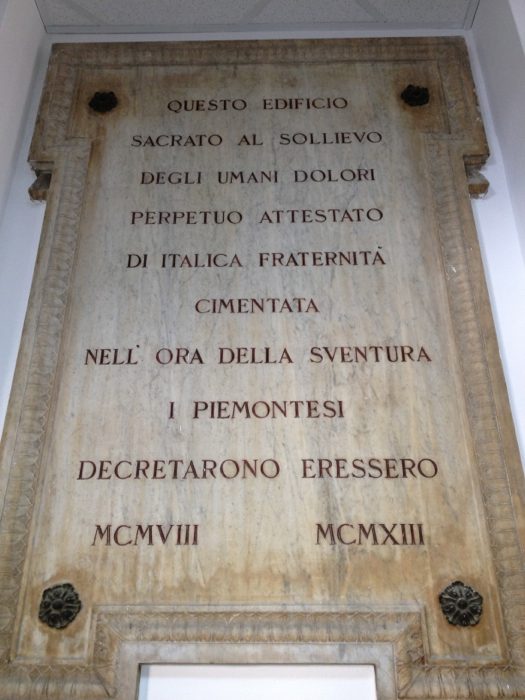 QUESTO EDIFICIO
SACRATO AL SOLLIEVO
DEGLI UMANI DOLORI
PERPETUO ATTESTATO
DI ITALICA FRATERNITÀ
CIMENTATA
NELL' ORA DELLA SVENTURA
I PIEMONTESI
DECRETARONO ERESSERO
MCMVIII MCMXIII